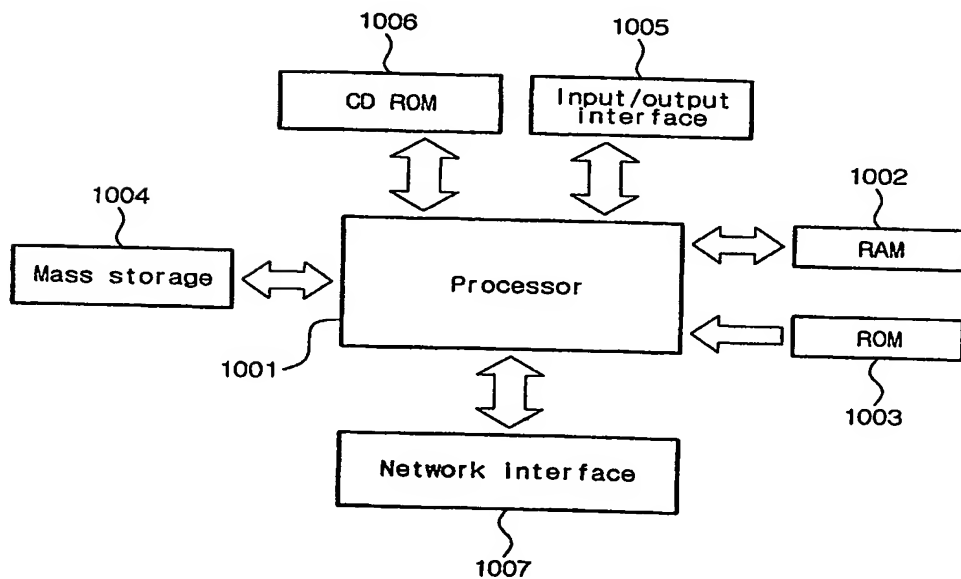 1006
1005
CD ROM
Input/output
interface
1004
1002
Mass storage
Processor
RAM
ROM
1001
1003
Network interface
1007